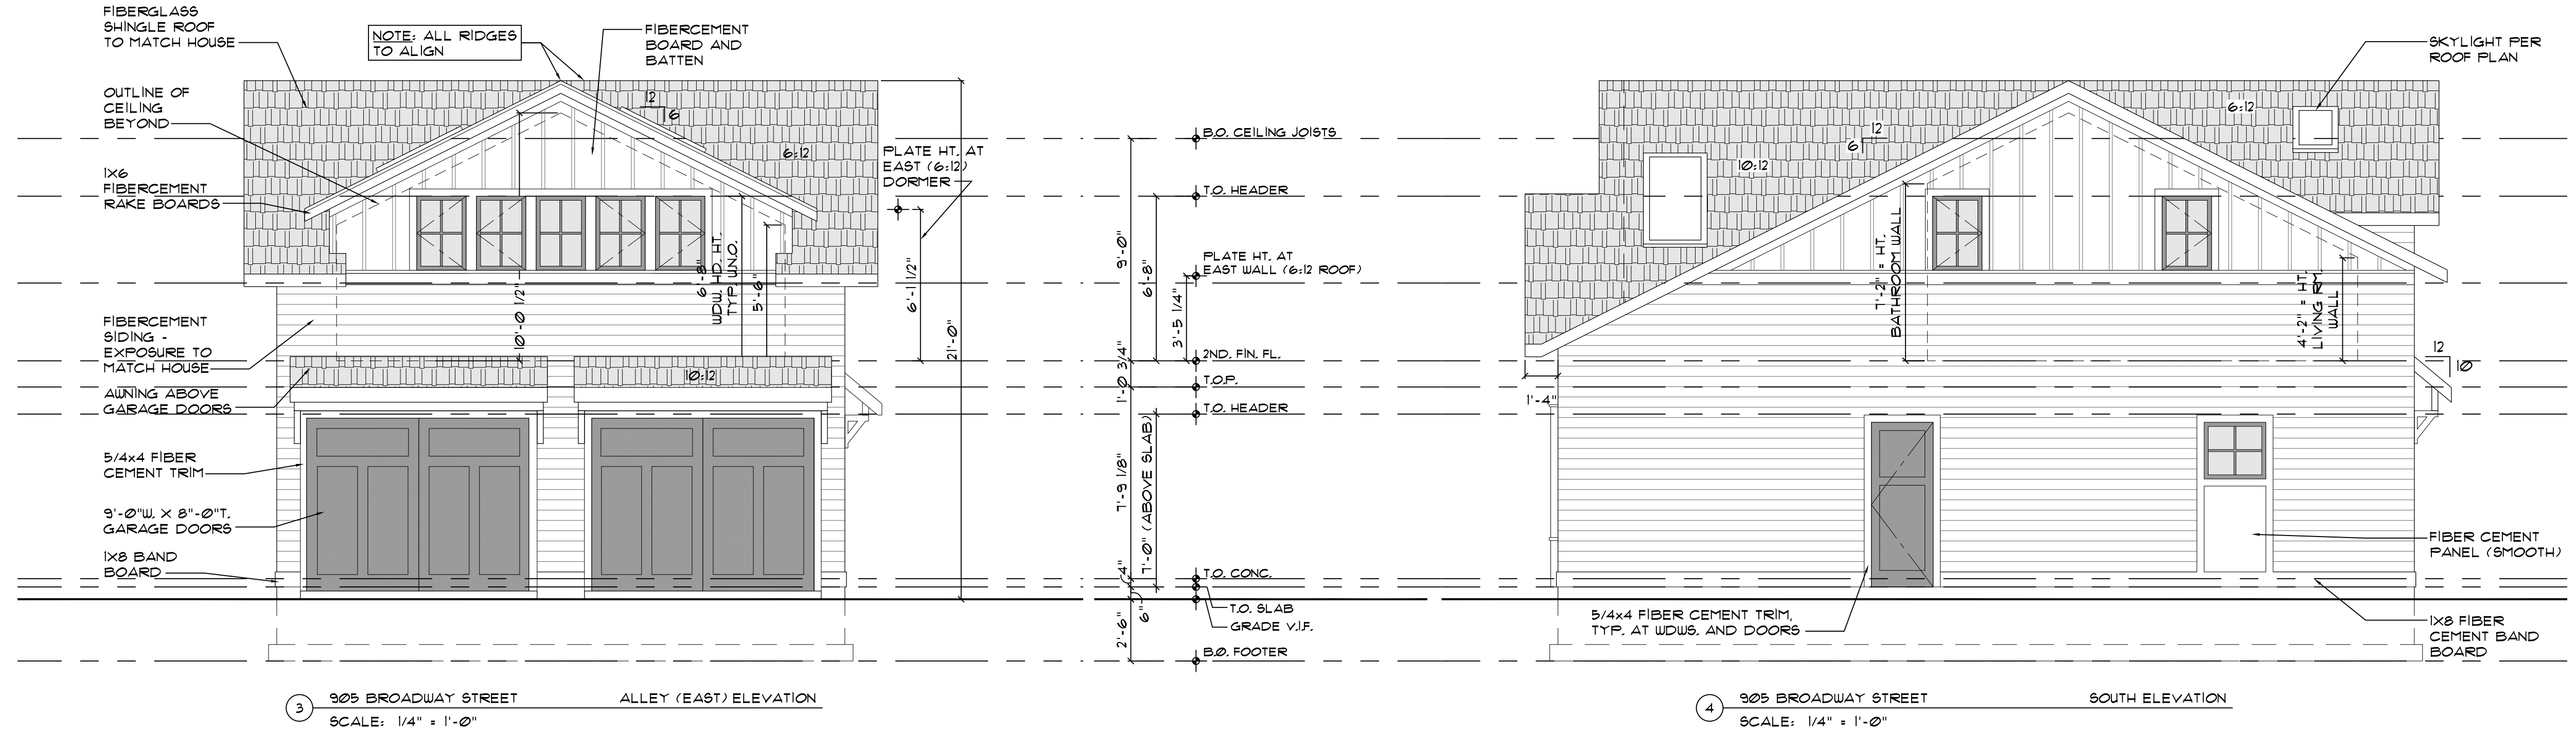 FIBERGLASS
SHINGLE ROOF
TO MATCH HOUSE
NOTE: ALL RIDGES
TO ALIGN
FIBERCEMENT
BOARD AND
BATTEN
OUTLINE OF
CEILING
BEYOND
12
6
6:12
PLATE HT. AT
EAST (6:12)
DORMER
1X6
FIBERCEMENT
RAKE BOARDS
10'-0 1/2"
6'-8"
WDW. HD. HT.
TYP. U.N.O.
5'-6"
6'-1 1/2"
21'-0"
FIBERCEMENT
SIDING -
EXPOSURE TO
MATCH HOUSE
AWNING ABOVE
GARAGE DOORS
10:12
5/4x4 FIBER
CEMENT TRIM
9'-0"W. X 8"-0"T.
GARAGE DOORS
1X8 BAND
BOARD
3
905 BROADWAY STREET
ALLEY (EAST) ELEVATION
SCALE: 1/4" = 1'-0"
B.O. CEILING JOISTS
T.O. HEADER
PLATE HT. AT
EAST WALL (6:12 ROOF)
2ND. FIN. FL.
T.O.P.
T.O. HEADER
T.O. CONC.
T.O. SLAB
GRADE V.I.F.
B.O. FOOTER
9'-0"
6'-8"
3'-5 1/4"
1'-0 3/4"
7'-9 1/8"
7'-0" (ABOVE SLAB)
4"
6"
2'-6"
SKYLIGHT PER
ROOF PLAN
6:12
12
6
10:12
7'-2" = HT.
BATHROOM WALL
4'-2" = HT.
LIVING RM.
WALL
12
10
1'-4"
FIBER CEMENT
PANEL (SMOOTH)
5/4x4 FIBER CEMENT TRIM,
TYP. AT WDWS. AND DOORS
1X8 FIBER
CEMENT BAND
BOARD
4
905 BROADWAY STREET
SOUTH ELEVATION
SCALE: 1/4" = 1'-0"